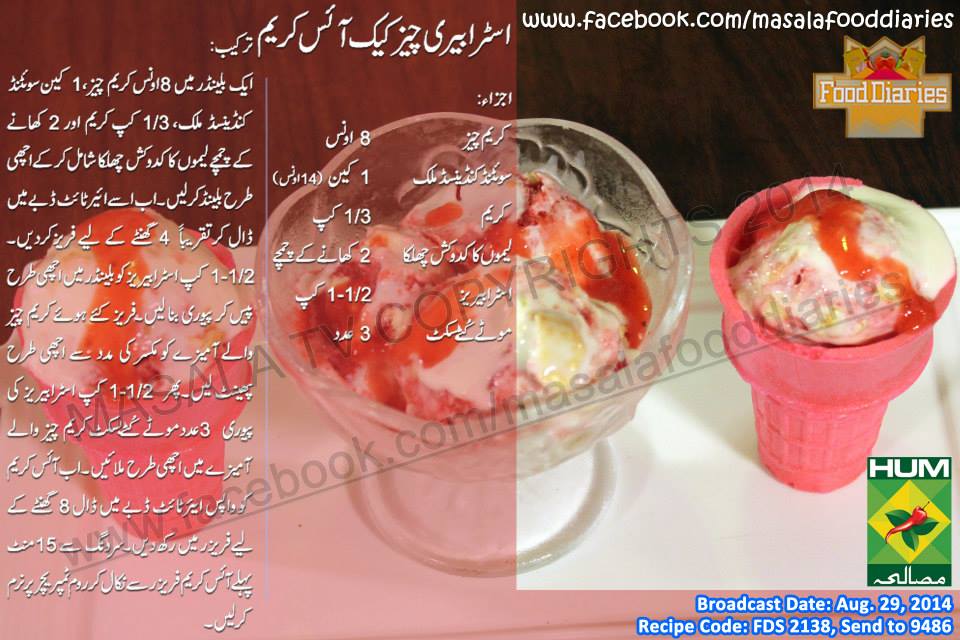 www.facebook.com/masalafooddiaries
Food Diaries
اسٹرابیری چیز کیک آئس کریم
اجزاء:
کریم چیز 8 اونس
سوئٹنڈ کنڈینسڈ ملک 1 کین (14 اونس)
کریم 1/3 کپ
لیموں کا کدوکش چھلکا 2 کھانے کے چمچے
اسٹرابیریز 1-1/2 کپ
موٹے کُٹے بسکٹ 3 عدد
ترکیب:
ایک بلینڈر میں 8 اونس کریم چیز، 1 کین سوئٹنڈ
کنڈینسڈ ملک، 1/3 کپ کریم اور 2 کھانے
کے چمچے لیموں کا کدوکش چھلکا شامل کرکے اچھی
طرح بلینڈ کرلیں۔ اب اسے ایئر ٹائٹ ڈبے میں
ڈال کر تقریباً 4 گھنٹے کے لیے فریز کردیں۔
1-1/2 کپ اسٹرابیریز کو بلینڈر میں اچھی طرح
پیس کر پیوری بنالیں۔ فریز کئے ہوئے کریم چیز
والے آمیزے کو مکسر کی مدد سے اچھی طرح
پھینٹ لیں۔ پھر 1-1/2 کپ اسٹرابیریز کی
پیوری 3 عدد موٹے کُٹے بسکٹ کریم چیز والے
آمیزے میں اچھی طرح ملائیں۔ اب آئس کریم
کو واپس ایئر ٹائٹ ڈبے میں ڈال 8 گھنٹے کے
لیے فریزر میں رکھ دیں۔ سرونگ سے 15 منٹ
پہلے آئس کریم فریزر سے نکال کر روم ٹمپریچر پر نرم
کرلیں۔
MASALA TV COPYRIGHTS 2014
www.facebook.com/masalafooddiaries
HUM
مصالحہ
Broadcast Date: Aug. 29, 2014
Recipe Code: FDS 2138, Send to 9486